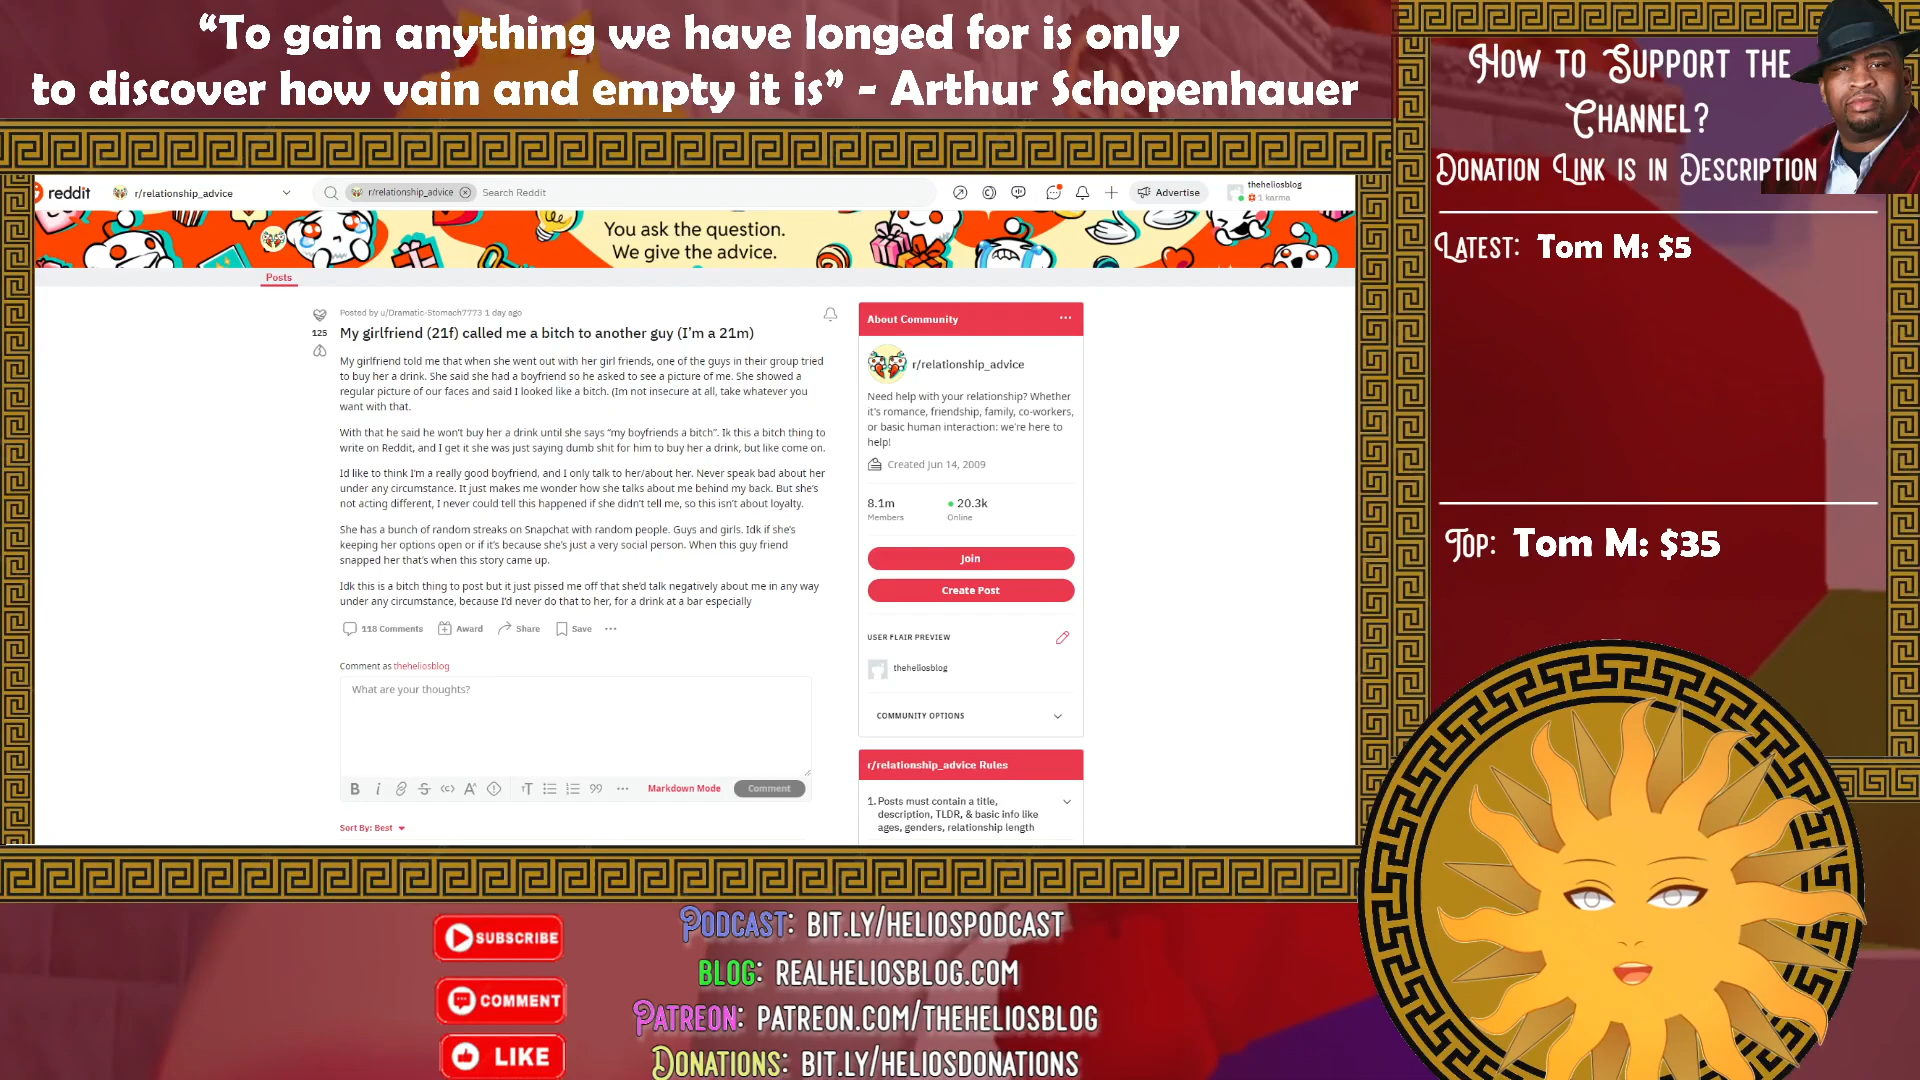 “To gain anything we have longed for is only
to discover how vain and empty it is” - Arthur Schopenhauer
How to Support the
Channel?
Donation Link is in Description
Latest: Tom M: $5
Top: Tom M: $35
reddit
r/relationship_advice
r/relationship_advice
Search Reddit
Advertise
theheliosblog
1 karma
You ask the question.
We give the advice.
Posts
Posted by u/Dramatic-Stomach7773 1 day ago
125
My girlfriend (21f) called me a bitch to another guy (I’m a 21m)
My girlfriend told me that when she went out with her girl friends, one of the guys in their group tried
to buy her a drink. She said she had a boyfriend so he asked to see a picture of me. She showed a
regular picture of our faces and said I looked like a bitch. (Im not insecure at all, take whatever you
want with that.
With that he said he won’t buy her a drink until she says “my boyfriends a bitch”. Ik this a bitch thing to
write on Reddit, and I get it she was just saying dumb shit for him to buy her a drink, but like come on.
Id like to think I’m a really good boyfriend, and I only talk to her/about her. Never speak bad about her
under any circumstance. It just makes me wonder how she talks about me behind my back. But she’s
not acting different, I never could tell this happened if she didn’t tell me, so this isn’t about loyalty.
She has a bunch of random streaks on Snapchat with random people. Guys and girls. Idk if she’s
keeping her options open or if it’s because she’s just a very social person. When this guy friend
snapped her that’s when this story came up.
Idk this is a bitch thing to post but it just pissed me off that she’d talk negatively about me in any way
under any circumstance, because I’d never do that to her, for a drink at a bar especially
118 Comments
Award
Share
Save
Comment as theheliosblog
What are your thoughts?
Markdown Mode
Comment
Sort By: Best
About Community
r/relationship_advice
Need help with your relationship? Whether
it’s romance, friendship, family, co-workers,
or basic human interaction: we’re here to
help!
Created Jun 14, 2009
8.1m
Members
20.3k
Online
Join
Create Post
USER FLAIR PREVIEW
theheliosblog
COMMUNITY OPTIONS
r/relationship_advice Rules
1. Posts must contain a title,
description, TLDR, & basic info like
ages, genders, relationship length
SUBSCRIBE
COMMENT
LIKE
Podcast: bit.ly/heliospodcast
Blog: realheliosblog.com
Patreon: patreon.com/theheliosblog
Donations: bit.ly/heliosdonations